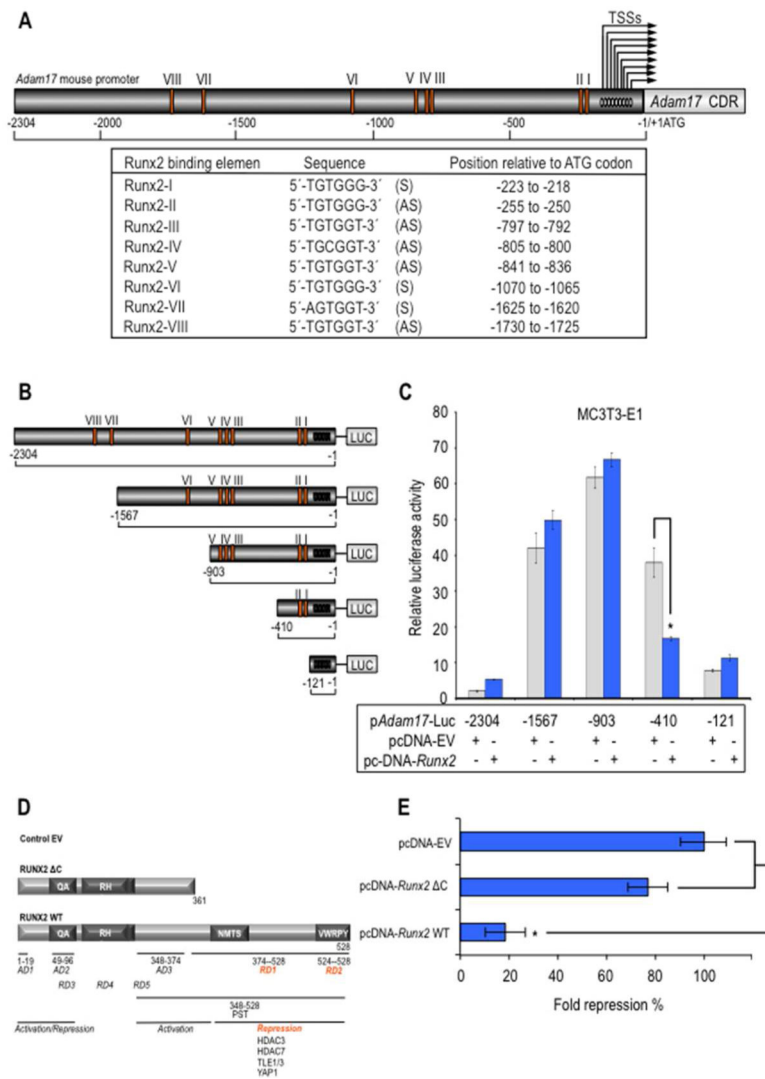 A
TSSs
Adam17 mouse promoter
VIII VII VI V IV III II I
Adam17 CDR
-2304 -2000 -1500 -1000 -500 -1/+1ATG
Runx2 binding elemen Sequence Position relative to ATG codon
Runx2-I 5´-TGTGGG-3´ (S) -223 to -218
Runx2-II 5´-TGTGGG-3´ (AS) -255 to -250
Runx2-III 5´-TGTGGT-3´ (AS) -797 to -792
Runx2-IV 5´-TGCGGT-3´ (AS) -805 to -800
Runx2-V 5´-TGTGGT-3´ (AS) -841 to -836
Runx2-VI 5´-TGTGGG-3´ (S) -1070 to -1065
Runx2-VII 5´-AGTGGT-3´ (S) -1625 to -1620
Runx2-VIII 5´-TGTGGT-3´ (AS) -1730 to -1725
B
VIII VII VI V IV III II I
LUC
-2304 -1
VI V IV III II I
LUC
-1567 -1
V IV III II I
LUC
-903 -1
II I
LUC
-410 -1
LUC
-121 -1
C
MC3T3-E1
Relative luciferase activity
80
70
60
50
40
30
20
10
0
*
pAdam17-Luc -2304 -1567 -903 -410 -121
pcDNA-EV + - + - + - + - + -
pc-DNA-Runx2 - + - + - + - + - +
D
Control EV
RUNX2 ΔC
QA RH
361
RUNX2 WT
QA RH NMTS VWRPY
528
1-19 49-96 348-374 374–528 524–528
AD1 AD2 AD3 RD1 RD2
RD3 RD4 RD5
348-528
PST
Activation/Repression Activation Repression
HDAC3
HDAC7
TLE1/3
YAP1
E
pcDNA-EV
pcDNA-Runx2 ΔC
pcDNA-Runx2 WT
*
0 20 40 60 80 100
Fold repression %